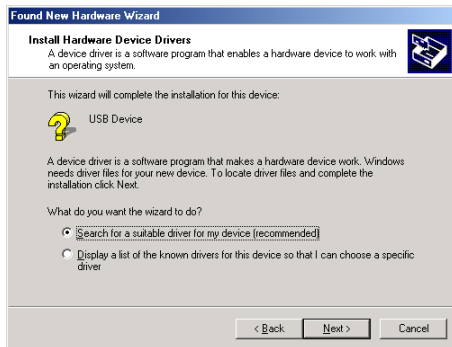 Found New Hardware Wizard
Install Hardware Device Drivers
A device driver is a software program that enables a hardware device to work with
an operating system.
This wizard will complete the installation for this device:
USB Device
A device driver is a software program that makes a hardware device work. Windows
needs driver files for your new device. To locate driver files and complete the
installation click Next.
What do you want the wizard to do?
Search for a suitable driver for my device (recommended)
Display a list of the known drivers for this device so that I can choose a specific
driver
< Back Next > Cancel